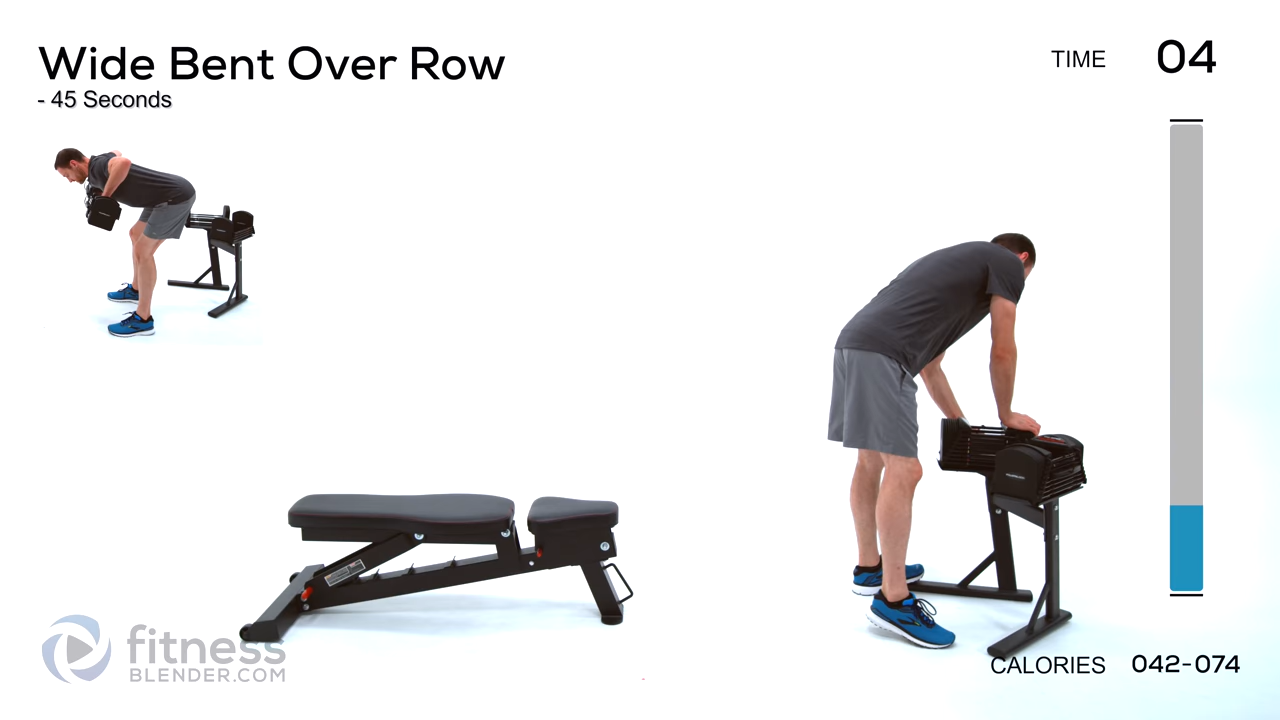 Wide Bent Over Row
- 45 Seconds
TIME 04
fitness
BLENDER.COM
CALORIES 042-074